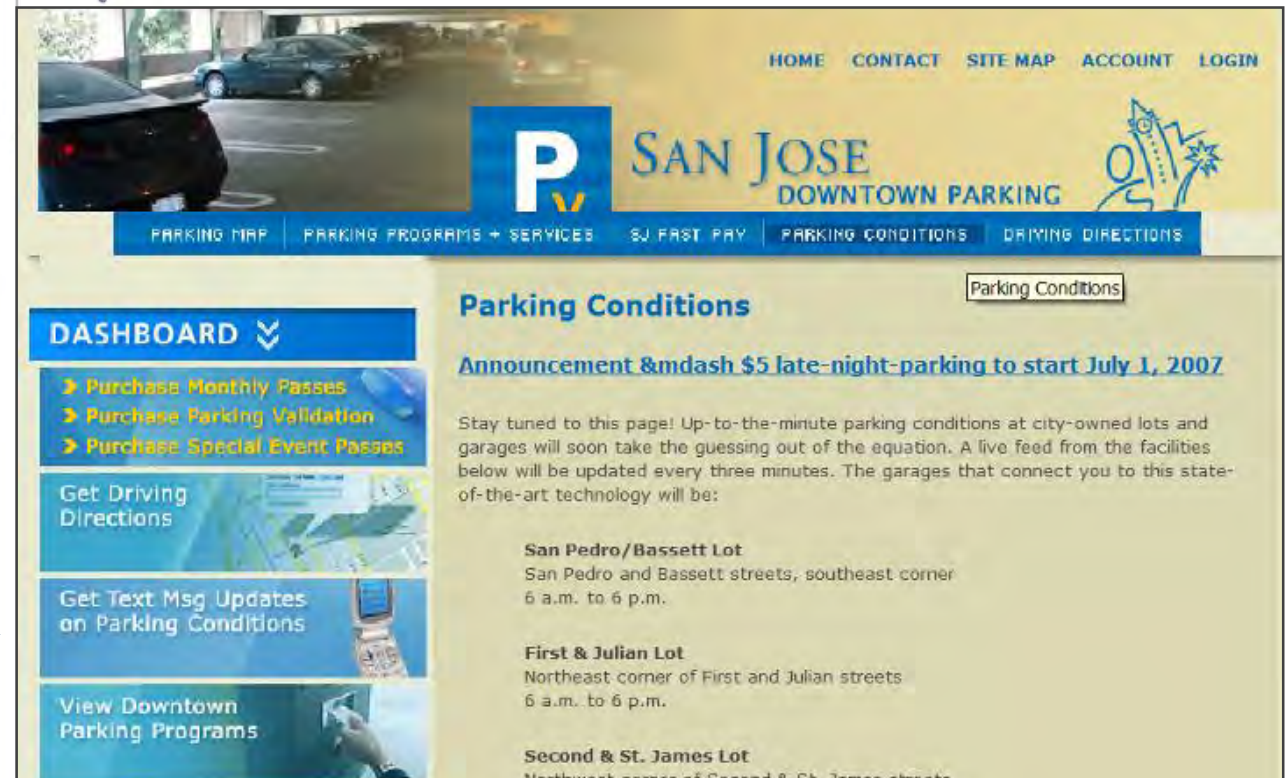 HOME CONTACT SITE MAP ACCOUNT LOGIN
P
v
SAN JOSE
DOWNTOWN PARKING
PARKING MAP PARKING PROGRAMS + SERVICES SJ FAST PAY PARKING CONDITIONS DRIVING DIRECTIONS
Parking Conditions
DASHBOARD
Purchase Monthly Passes
Purchase Parking Validation
Purchase Special Event Passes
Get Driving
Directions
Get Text Msg Updates
on Parking Conditions
View Downtown
Parking Programs
Parking Conditions
Announcement &mdash $5 late-night-parking to start July 1, 2007
Stay tuned to this page! Up-to-the-minute parking conditions at city-owned lots and
garages will soon take the guessing out of the equation. A live feed from the facilities
below will be updated every three minutes. The garages that connect you to this state-
of-the-art technology will be:
San Pedro/Bassett Lot
San Pedro and Bassett streets, southeast corner
6 a.m. to 6 p.m.
First & Julian Lot
Northeast corner of First and Julian streets
6 a.m. to 6 p.m.
Second & St. James Lot
Northwest corner of Second & St. James streets